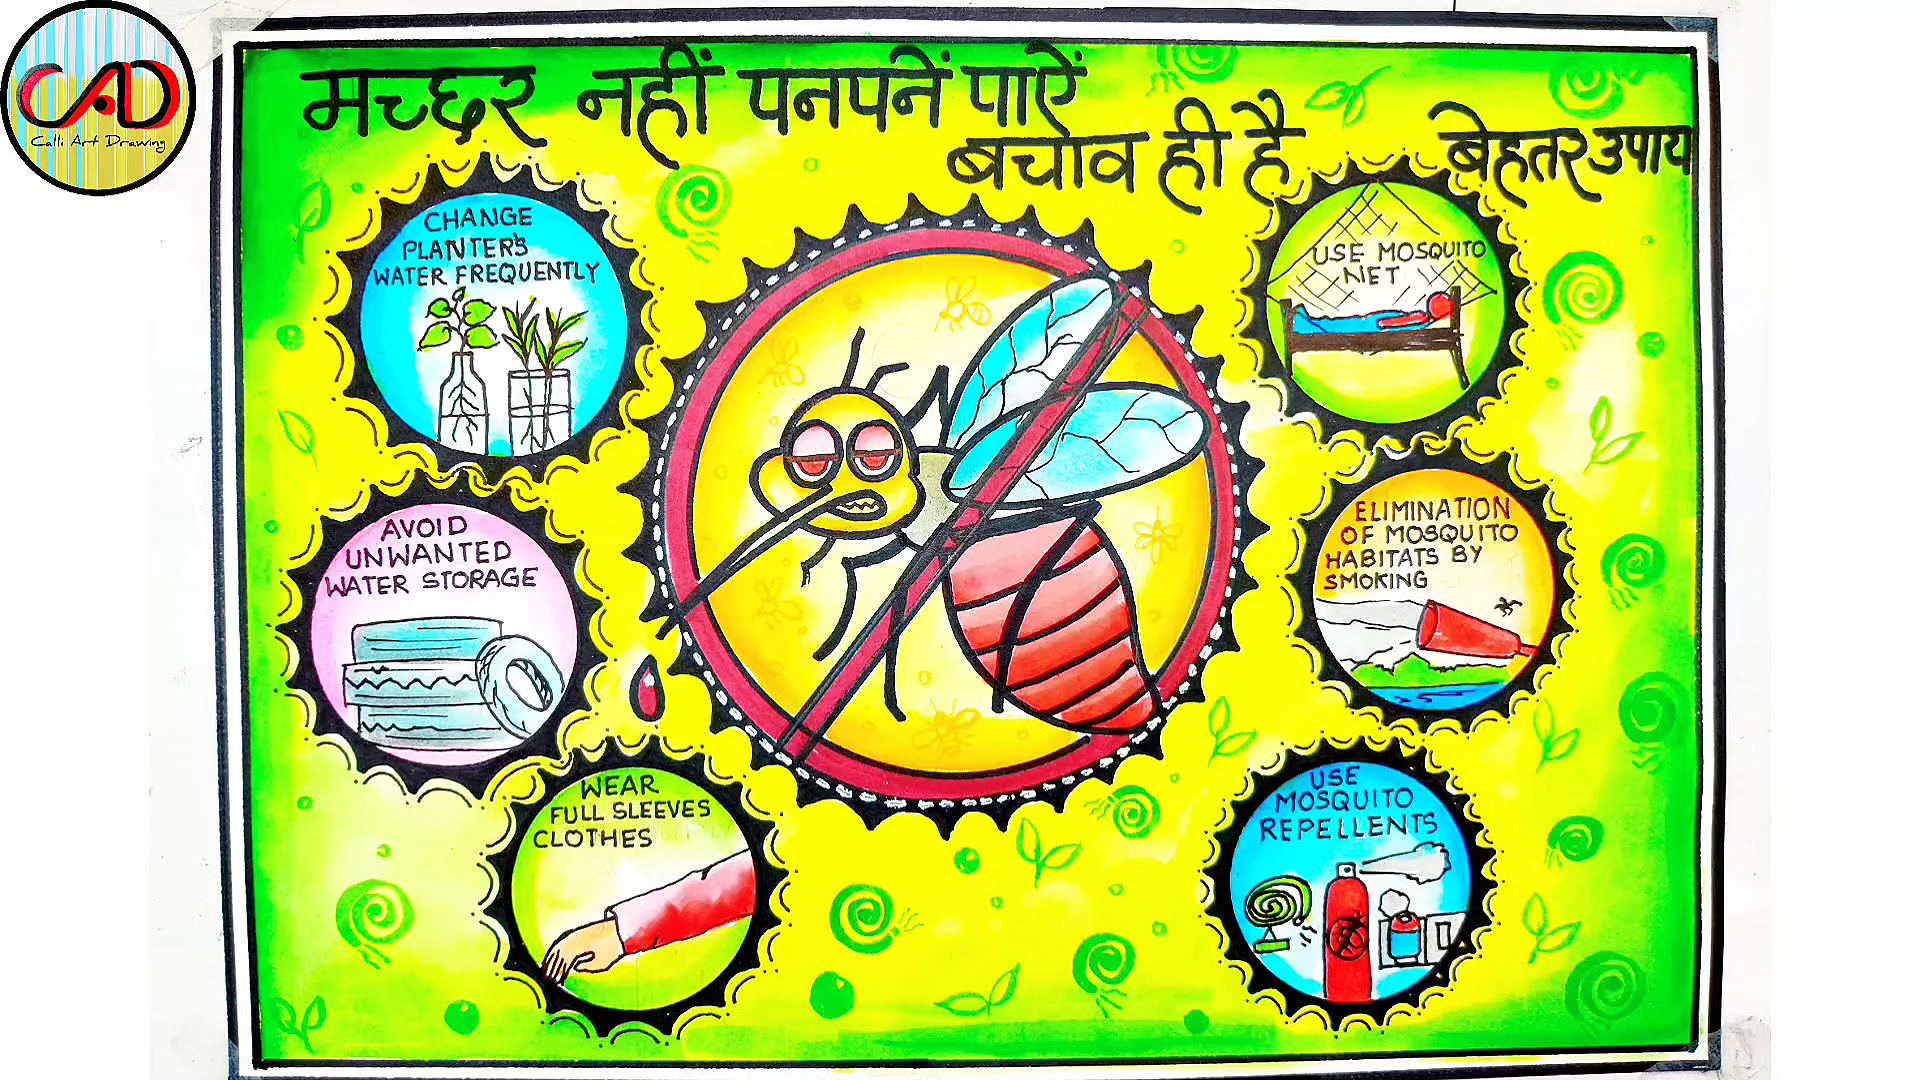 CAD
Calli Art Drawing
मच्छर नहीं पनपनें पाऐं
बचाव ही है बेहतर उपाय
CHANGE
PLANTER'S
WATER FREQUENTLY
AVOID
UNWANTED
WATER STORAGE
WEAR
FULL SLEEVES
CLOTHES
USE MOSQUITO
NET
ELIMINATION
OF MOSQUITO
HABITATS BY
SMOKING
USE
MOSQUITO
REPELLENTS